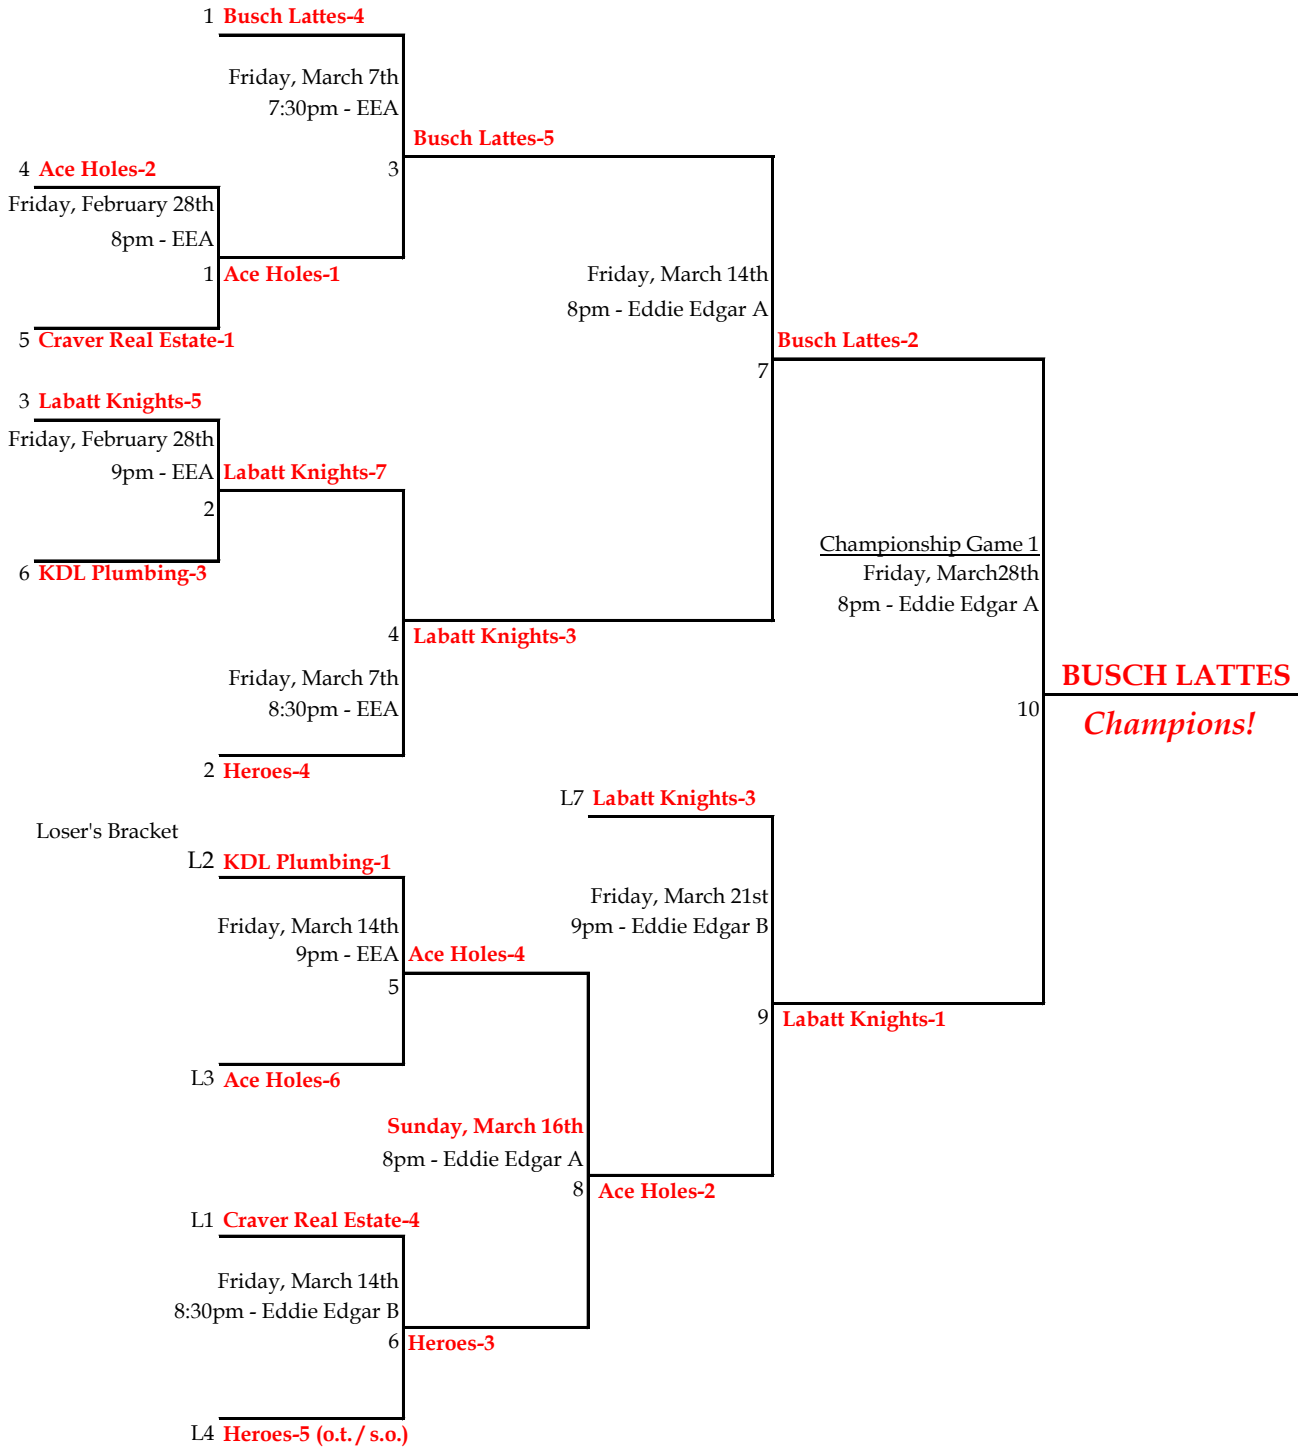 1 Busch Lattes-4
Friday, March 7th
7:30pm - EEA
Busch Lattes-5
3
4 Ace Holes-2
Friday, February 28th
8pm - EEA
1 Ace Holes-1
5 Craver Real Estate-1
Friday, March 14th
8pm - Eddie Edgar A
Busch Lattes-2
7
3 Labatt Knights-5
Friday, February 28th
9pm - EEA
Labatt Knights-7
2
6 KDL Plumbing-3
Championship Game 1
Friday, March28th
8pm - Eddie Edgar A
4 Labatt Knights-3
Friday, March 7th
8:30pm - EEA
2 Heroes-4
BUSCH LATTES
10
Champions!
L7 Labatt Knights-3
Loser's Bracket
L2 KDL Plumbing-1
Friday, March 14th
9pm - EEA
Ace Holes-4
5
L3 Ace Holes-6
Friday, March 21st
9pm - Eddie Edgar B
9 Labatt Knights-1
Sunday, March 16th
8pm - Eddie Edgar A
8 Ace Holes-2
L1 Craver Real Estate-4
Friday, March 14th
8:30pm - Eddie Edgar B
6 Heroes-3
L4 Heroes-5 (o.t. / s.o.)